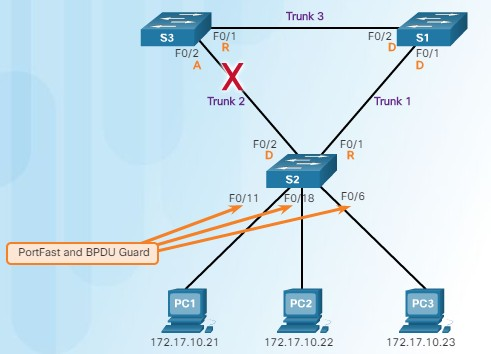 Trunk 3
S3
F0/1
R
F0/2
D
S1
F0/2
A
F0/1
D
Trunk 2
Trunk 1
F0/2
D
F0/1
R
S2
F0/11
F0/18
F0/6
PortFast and BPDU Guard
PC1
PC2
PC3
172.17.10.21
172.17.10.22
172.17.10.23